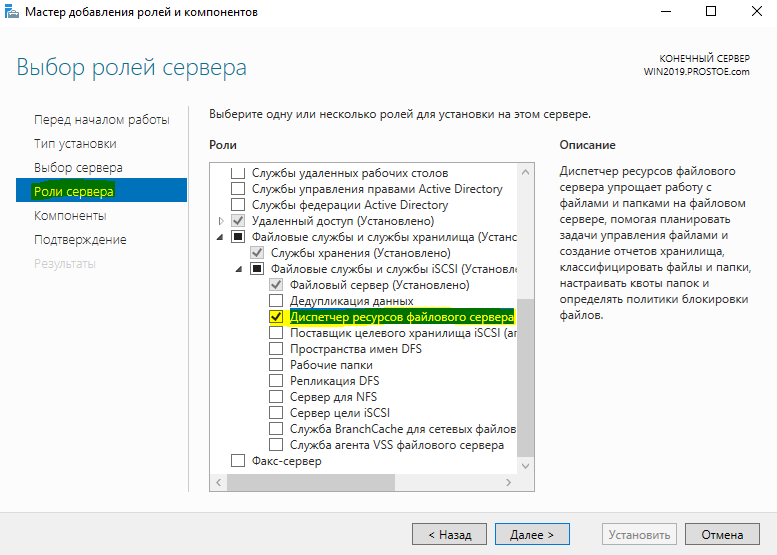 Мастер добавления ролей и компонентов
Выбор ролей сервера
КОНЕЧНЫЙ СЕРВЕР
WIN2019.PROSTOE.com
Перед началом работы
Тип установки
Выбор сервера
Роли сервера
Компоненты
Подтверждение
Результаты
Выберите одну или несколько ролей для установки на этом сервере.
Роли
Службы удаленных рабочих столов
Службы управления правами Active Directory
Службы федерации Active Directory
Удаленный доступ (Установлено)
Файловые службы и службы хранилища (Устано
Службы хранения (Установлено)
Файловые службы и службы iSCSI (Установлен
Файловый сервер (Установлено)
Дедупликация данных
Диспетчер ресурсов файлового сервера
Поставщик целевого хранилища iSCSI (ап
Пространства имен DFS
Рабочие папки
Репликация DFS
Сервер для NFS
Сервер цели iSCSI
Служба BranchCache для сетевых файлов
Служба агента VSS файлового сервера
Факс-сервер
Описание
Диспетчер ресурсов файлового
сервера упрощает работу с
файлами и папками на файловом
сервере, помогая планировать
задачи управления файлами и
создание отчетов хранилища,
классифицировать файлы и папки,
настраивать квоты папок и
определять политики блокировки
файлов.
< Назад
Далее >
Установить
Отмена